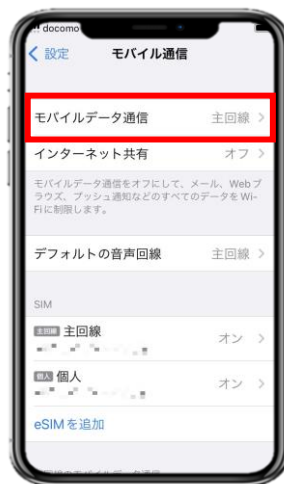 docomo
設定
モバイル通信
モバイルデータ通信 主回線
インターネット共有 オフ
モバイルデータ通信をオフにして、メール、Webブ
ラウズ、プッシュ通知などのすべてのデータをWi-
Fiに制限します。
デフォルトの音声回線 主回線
SIM
主回線 主回線 オン
個人 個人 オン
eSIMを追加